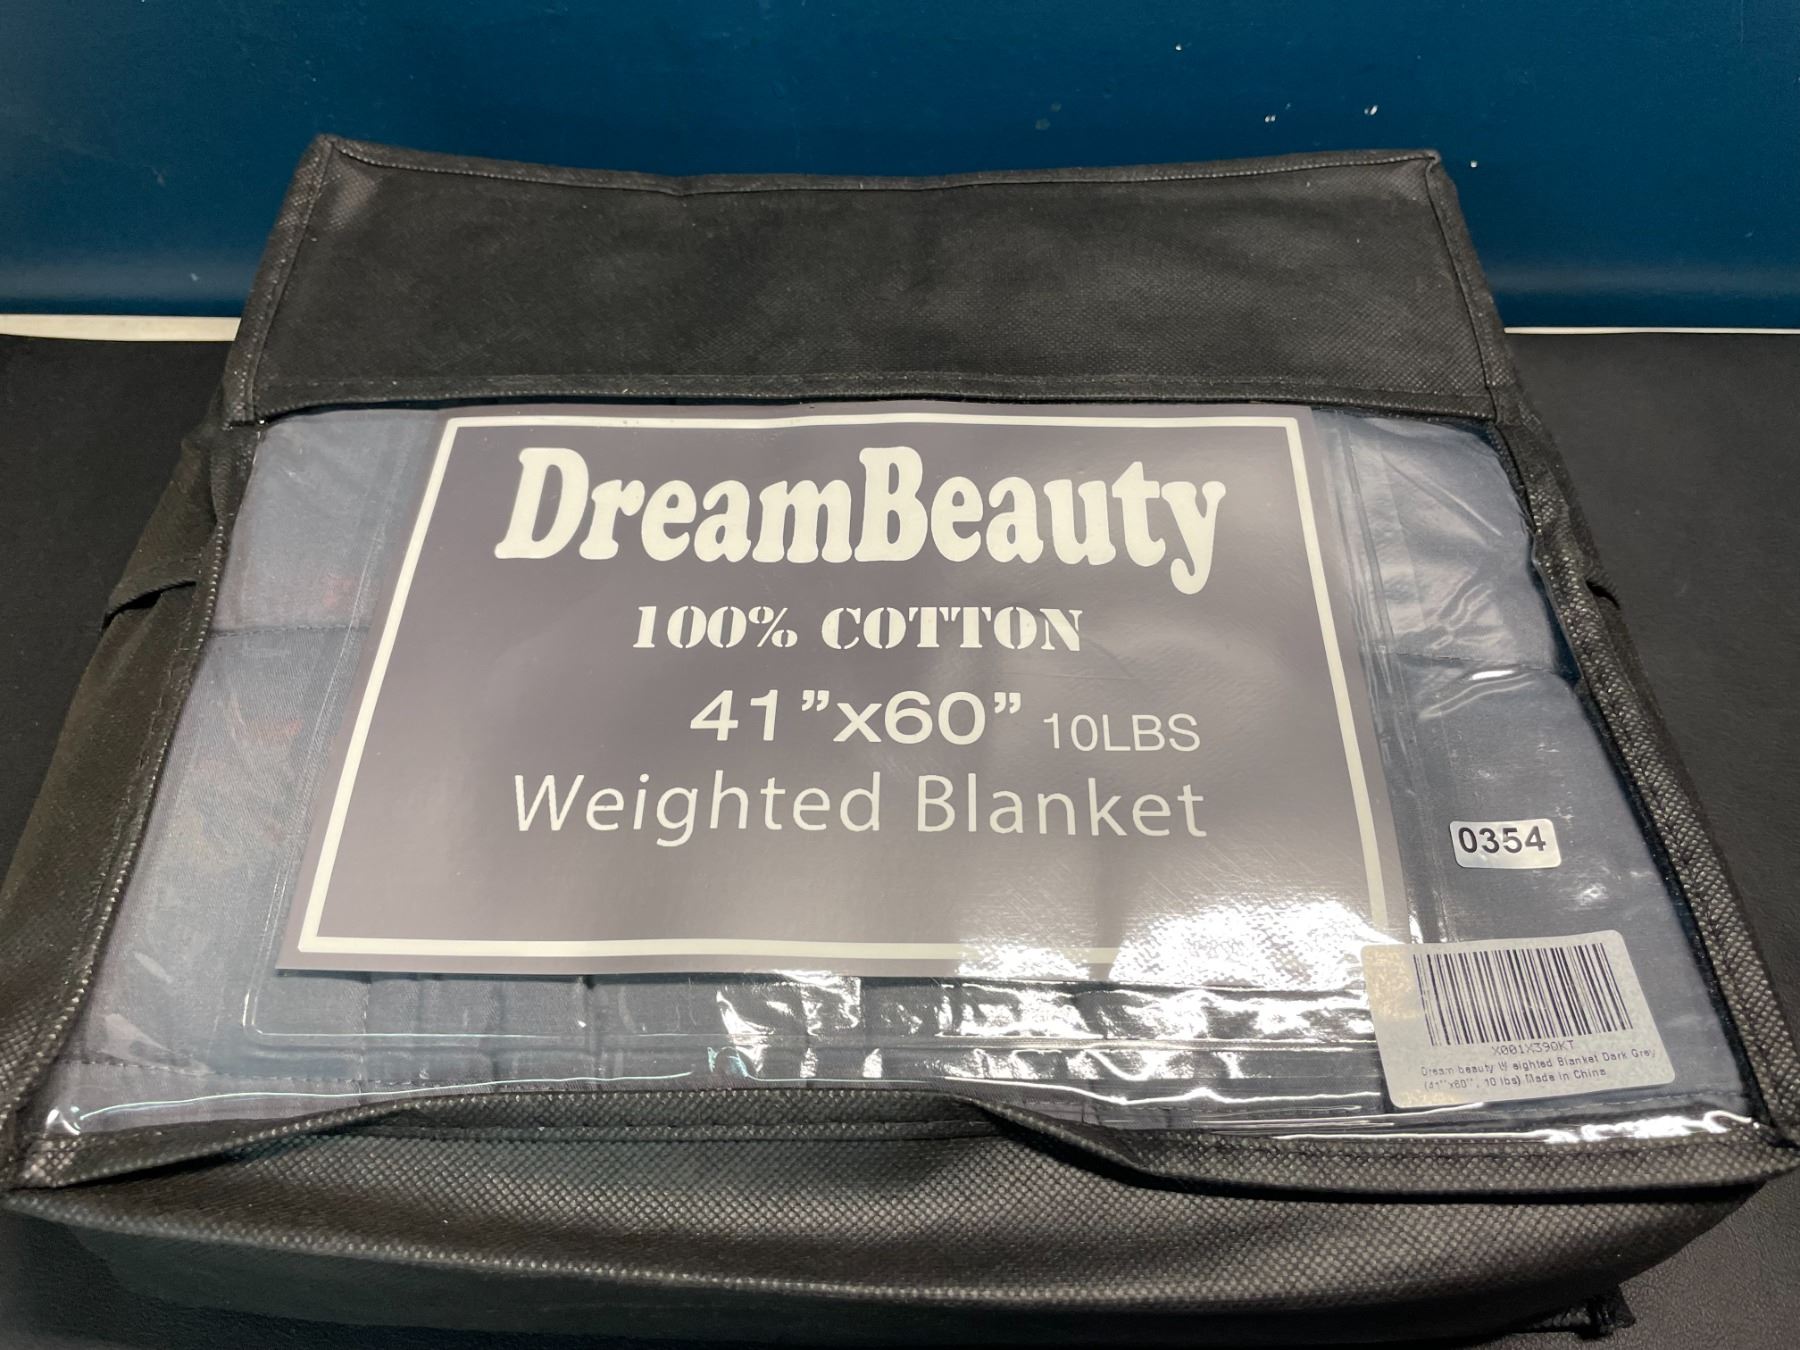 DreamBeauty
100% COTTON
41”x60” 10LBS
Weighted Blanket
0354
X001X390KT
Dream beauty Weighted Blanket Dark Grey
(41''x60'', 10 lbs) Made in China